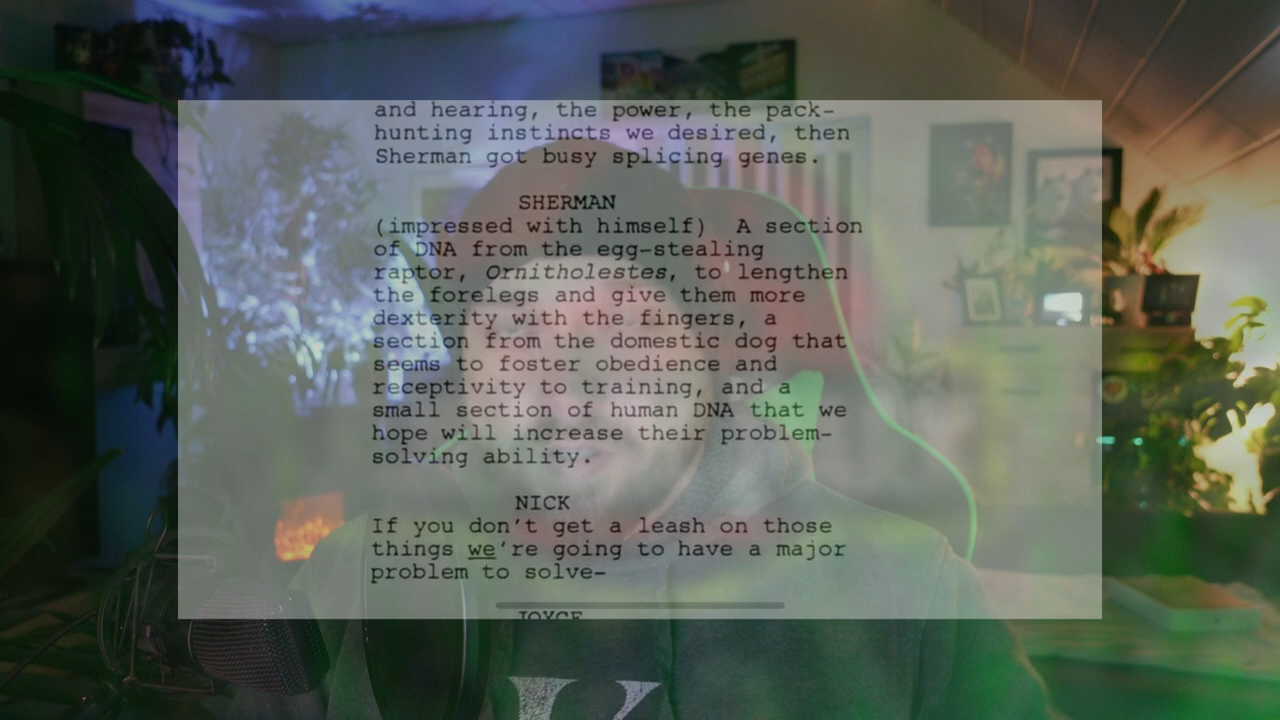 and hearing, the power, the pack-
hunting instincts we desired, then
Sherman got busy splicing genes.
SHERMAN
(impressed with himself)  A section
of DNA from the egg-stealing
raptor, Ornitholestes, to lengthen
the forelegs and give them more
dexterity with the fingers, a
section from the domestic dog that
seems to foster obedience and
receptivity to training, and a
small section of human DNA that we
hope will increase their problem-
solving ability.
NICK
If you don't get a leash on those
things we're going to have a major
problem to solve-
JOYCE